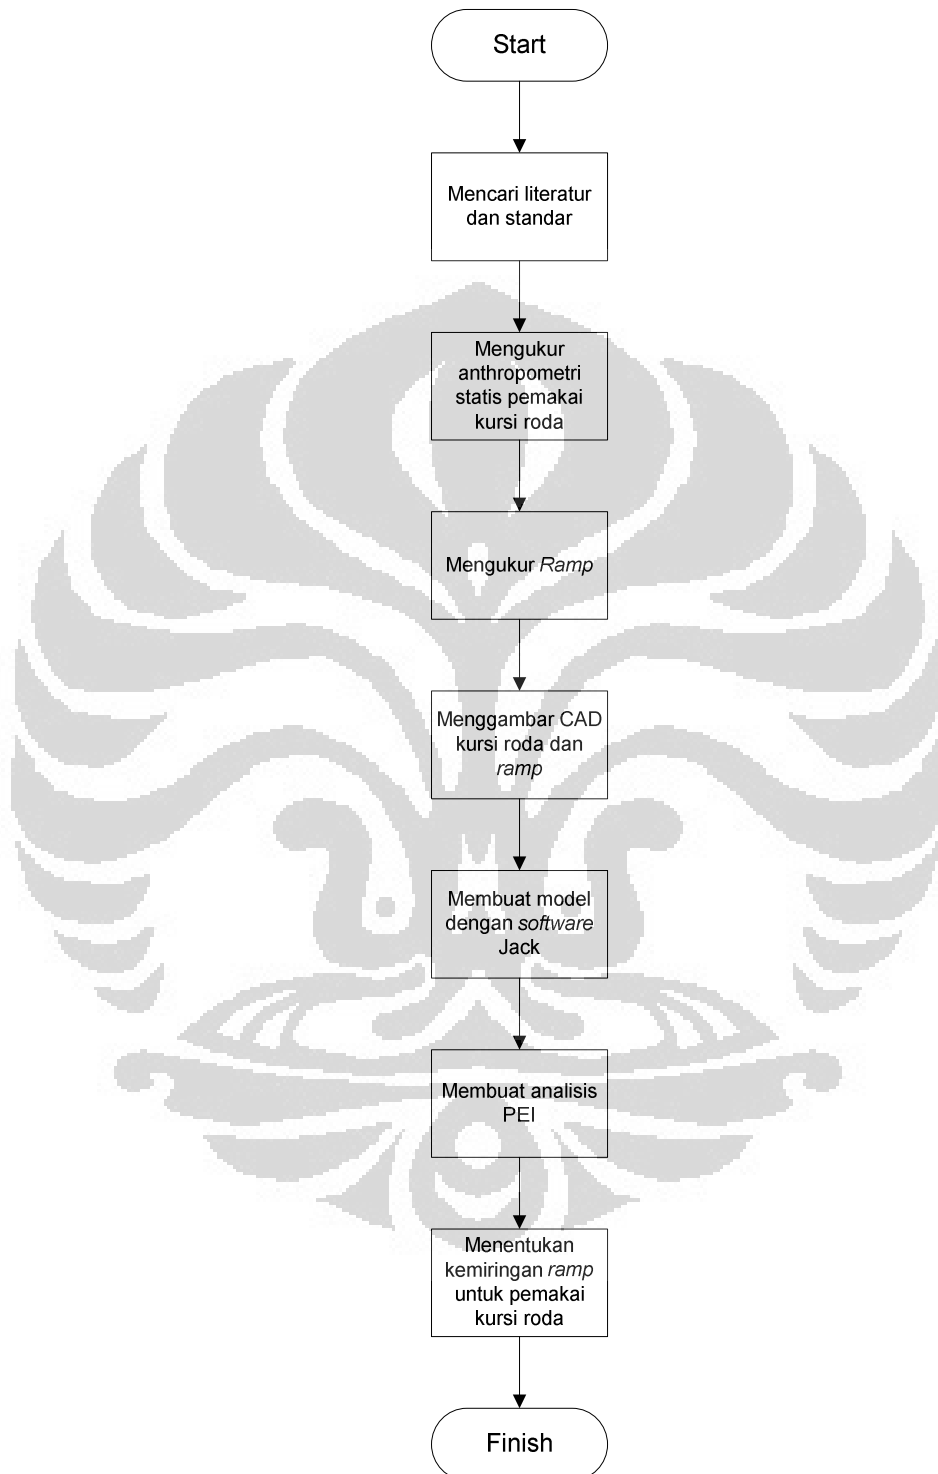 Start
Mencari literatur
dan standar
Mengukur
anthropometri
statis pemakai
kursi roda
Mengukur Ramp
Menggambar CAD
kursi roda dan
ramp
Membuat model
dengan software
Jack
Membuat analisis
PEI
Menentukan
kemiringan ramp
untuk pemakai
kursi roda
Finish